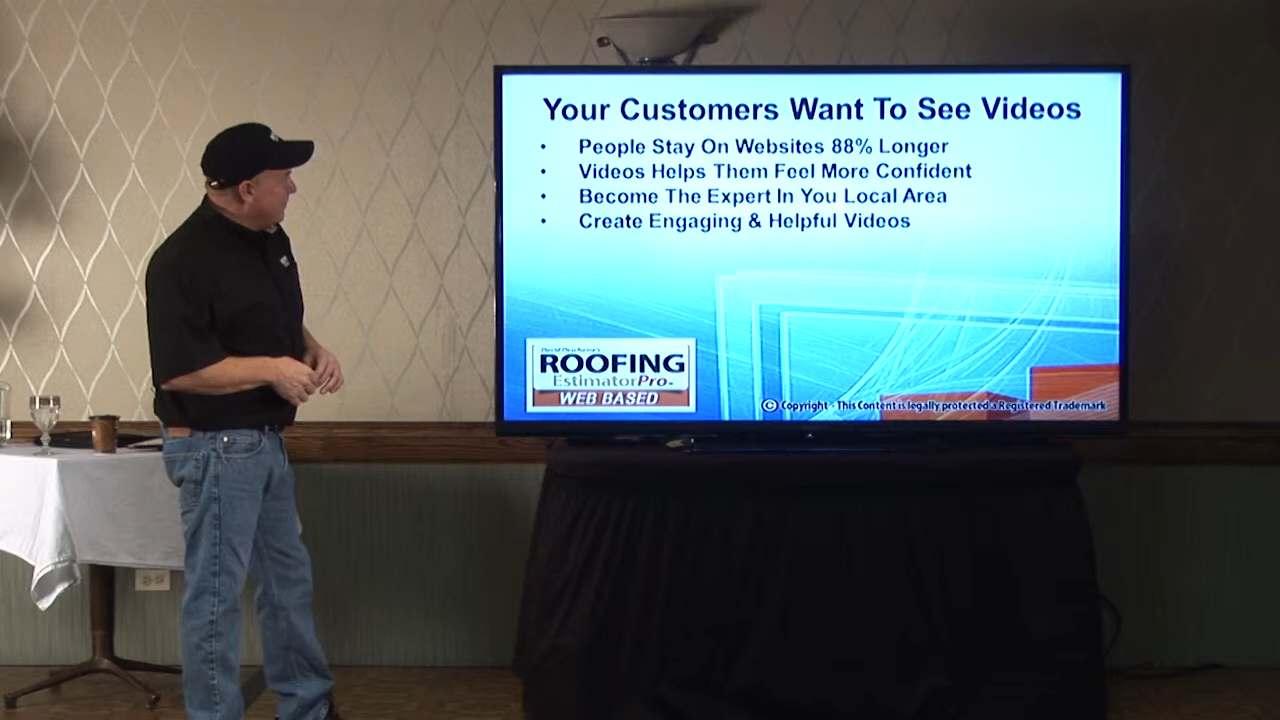 Your Customers Want To See Videos
• People Stay On Websites 88% Longer
• Videos Helps Them Feel More Confident
• Become The Expert In You Local Area
• Create Engaging & Helpful Videos
ROOFING
EstimatorPro
WEB BASED
© Copyright - This Content is legally protected a Registered Trademark